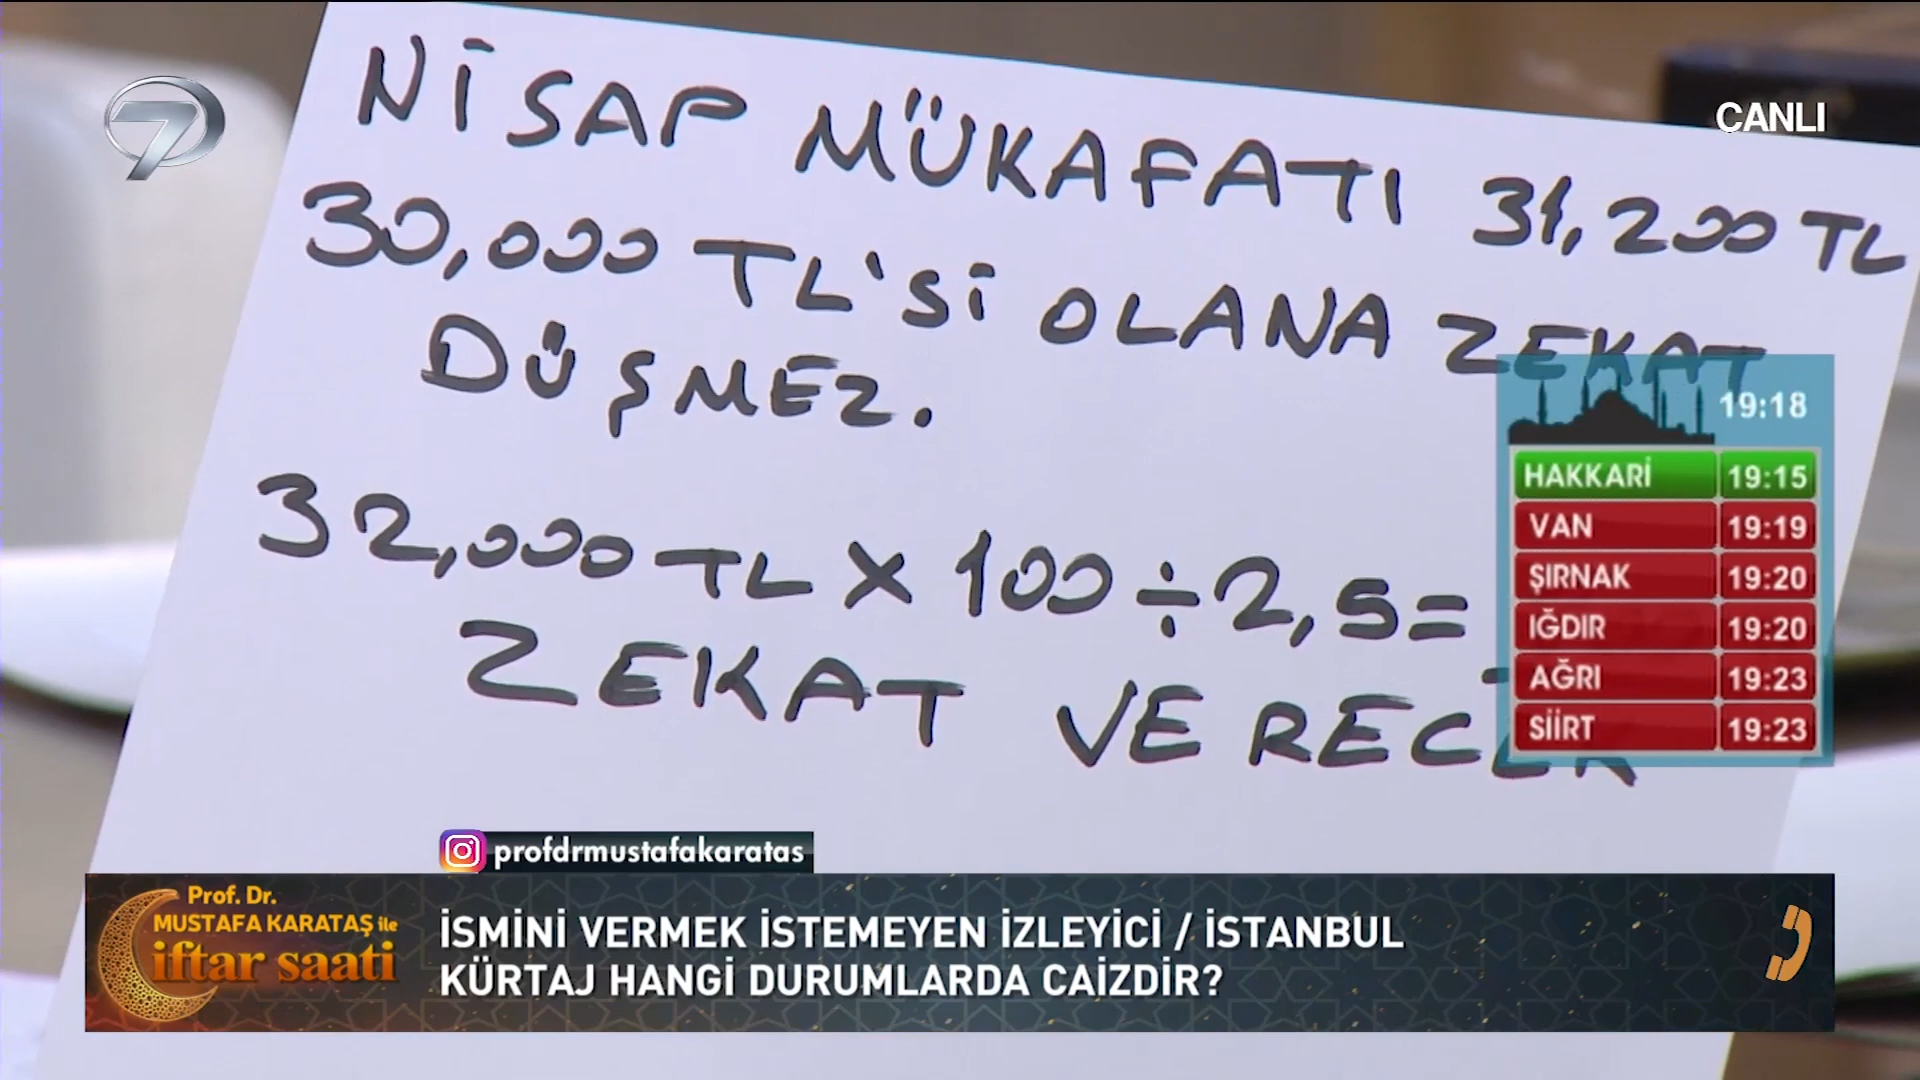 NİSAP MÜKAFATI 31,200 TL
30,000 TL'Sİ OLANA ZEKAT
DÜŞMEZ.
32,000 TL X 100 ÷ 2,5=
ZEKAT VERECEK
7
CANLI
19:18
HAKKARİ 19:15
VAN 19:19
ŞIRNAK 19:20
IĞDIR 19:20
AĞRI 19:23
SİİRT 19:23
profdrmustafakaratas
Prof. Dr.
MUSTAFA KARATAŞ ile
iftar saati
İSMİNİ VERMEK İSTEMEYEN İZLEYİCİ / İSTANBUL
KÜRTAJ HANGİ DURUMLARDA CAİZDİR?